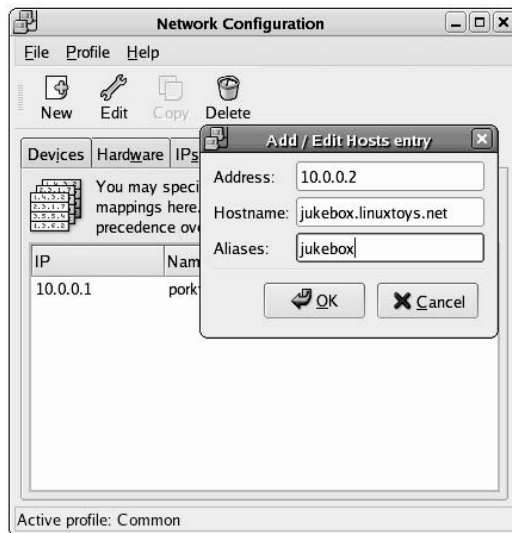 Network Configuration
File Profile Help
New Edit Copy Delete
Add / Edit Hosts entry
Devices Hardware IPs
Address: 10.0.0.2
Hostname: jukebox.linuxtoys.net
Aliases: jukebox
OK Cancel
You may speci
mappings here.
precedence ov
IP Nam
10.0.0.1 pork
Active profile: Common